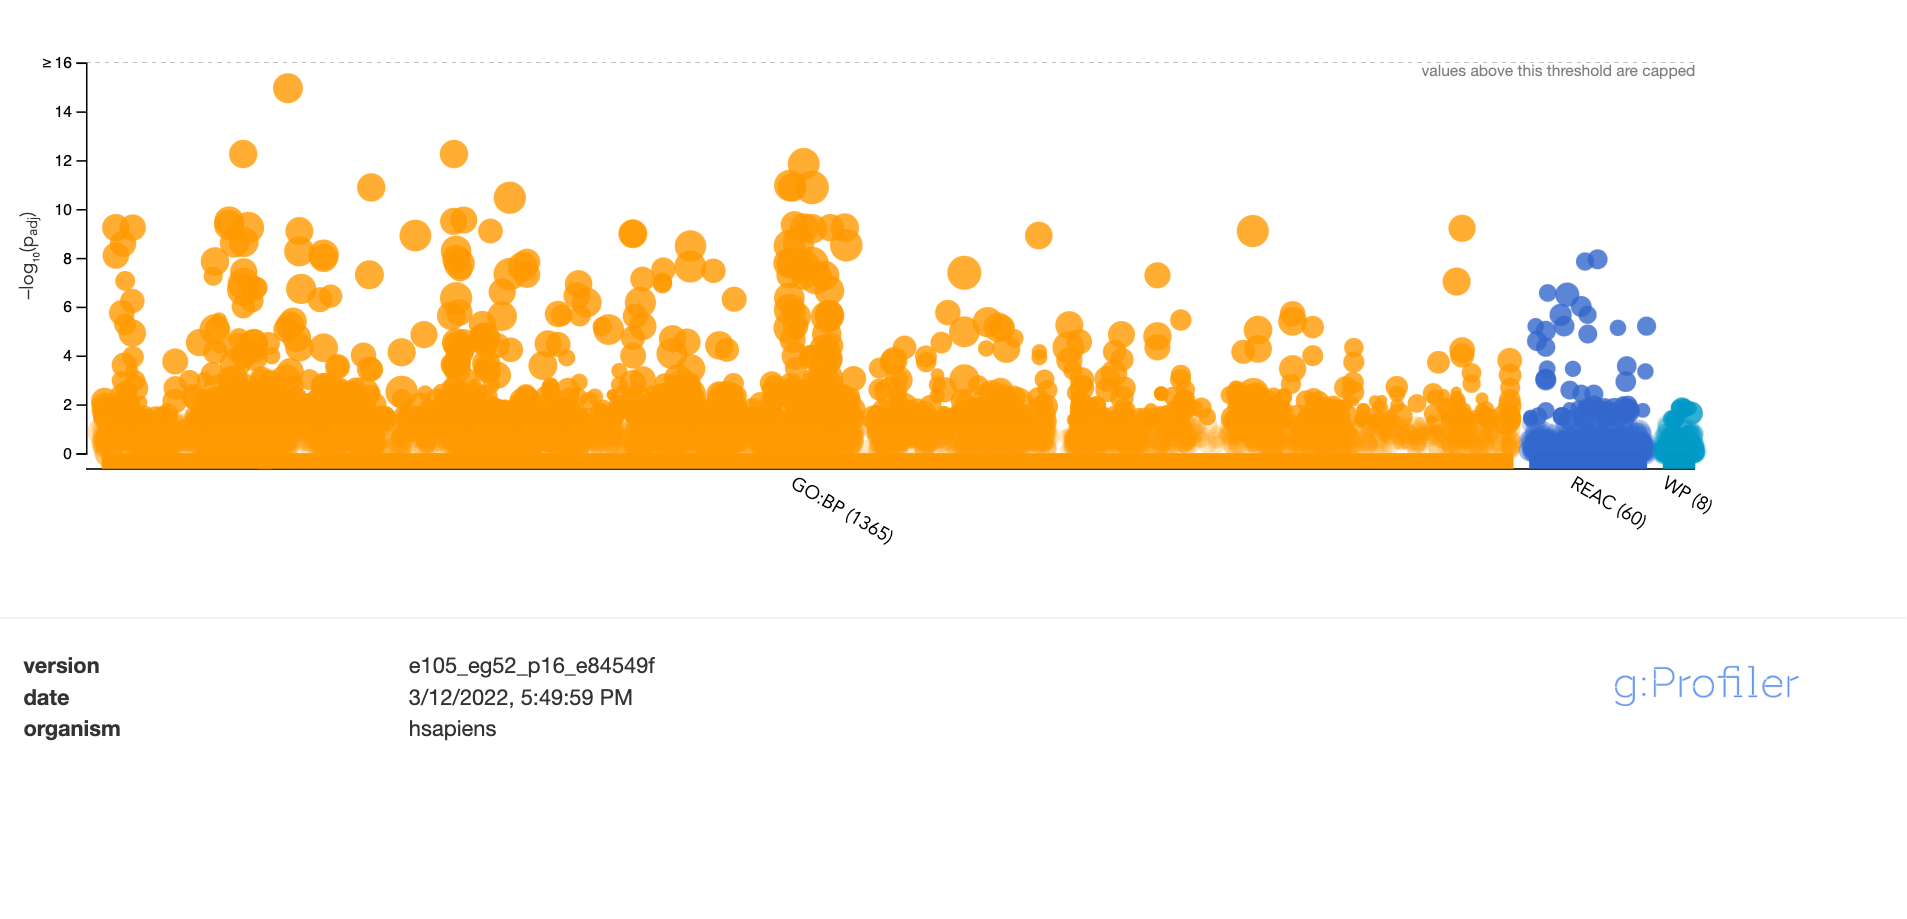 ≥ 16
values above this threshold are capped
14
12
10
8
6
4
2
0
−log₁₀(p_adj)
GO:BP (1365)
REAC (60)
WP (8)
version e105_eg52_p16_e84549f
date 3/12/2022, 5:49:59 PM
organism hsapiens
g:Profiler